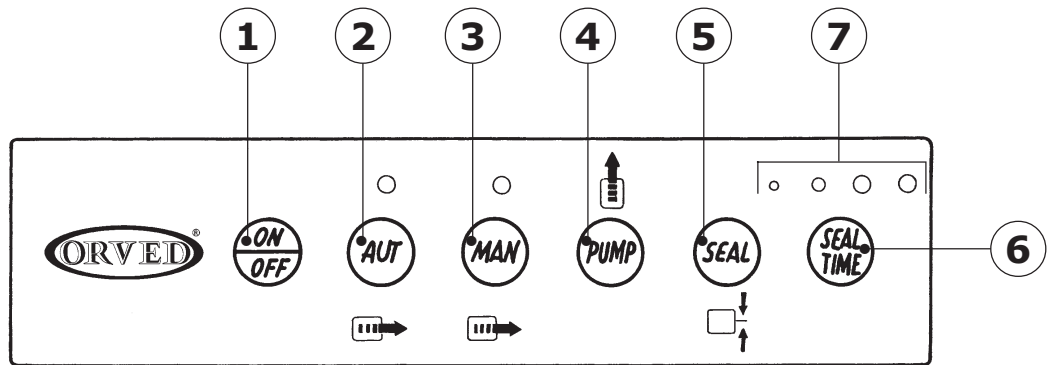 1 2 3 4 5 7
ORVED®
ON
OFF
AUT
MAN
PUMP
SEAL
SEAL
TIME
6